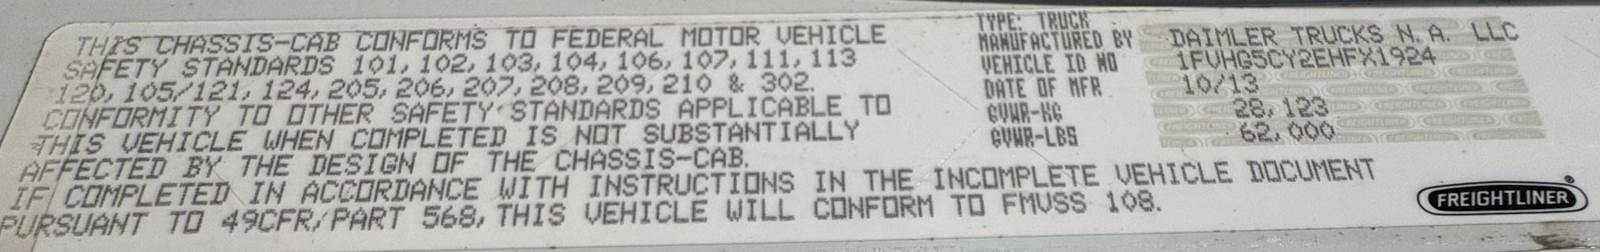 THIS CHASSIS-CAB CONFORMS TO FEDERAL MOTOR VEHICLE
SAFETY STANDARDS 101, 102, 103, 104, 106, 107, 111, 113
120, 105/121, 124, 205, 206, 207, 208, 209, 210 & 302.
CONFORMITY TO OTHER SAFETY STANDARDS APPLICABLE TO
THIS VEHICLE WHEN COMPLETED IS NOT SUBSTANTIALLY
AFFECTED BY THE DESIGN OF THE CHASSIS-CAB.
IF COMPLETED IN ACCORDANCE WITH INSTRUCTIONS IN THE INCOMPLETE VEHICLE DOCUMENT
PURSUANT TO 49CFR/PART 568, THIS VEHICLE WILL CONFORM TO FMVSS 108.
TYPE: TRUCK
MANUFACTURED BY DAIMLER TRUCKS N.A. LLC
VEHICLE ID NO 1FVHG5CY2EHFX1924
DATE OF MFR 10/13
GVWR-KG 28,123
GVWR-LBS 62,000
FREIGHTLINER®